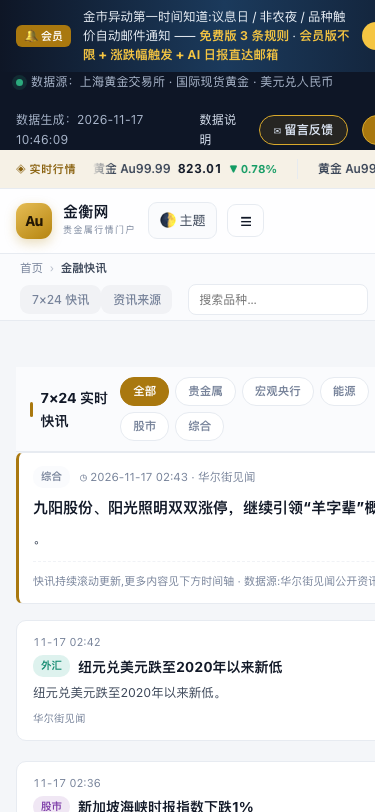 会员
金市异动第一时间知道:议息日 / 非农夜 / 品种触
价自动邮件通知 —— 免费版 3 条规则 · 会员版不
限 + 涨跌幅触发 + AI 日报直达邮箱
数据源: 上海黄金交易所 · 国际现货黄金 · 美元兑人民币
数据生成: 2026-11-17
10:46:09
数据说
明
✉ 留言反馈
◈ 实时行情 黄金 Au99.99 823.01 ▼ 0.78% 黄金 Au99
Au
金衡网
贵金属行情门户
主题
☰
首页 › 金融快讯
7×24 快讯 资讯来源
搜索品种...
7×24 实时
快讯
全部 贵金属 宏观央行 能源
股市 综合
综合 ◷ 2026-11-17 02:43 · 华尔街见闻
九阳股份、阳光照明双双涨停，继续引领“羊字辈”概
。
快讯持续滚动更新,更多内容见下方时间轴 · 数据源:华尔街见闻公开资讯
11-17 02:42
外汇 纽元兑美元跌至2020年以来新低
纽元兑美元跌至2020年以来新低。
华尔街见闻
11-17 02:36
股市 新加坡海峡时报指数下跌1%